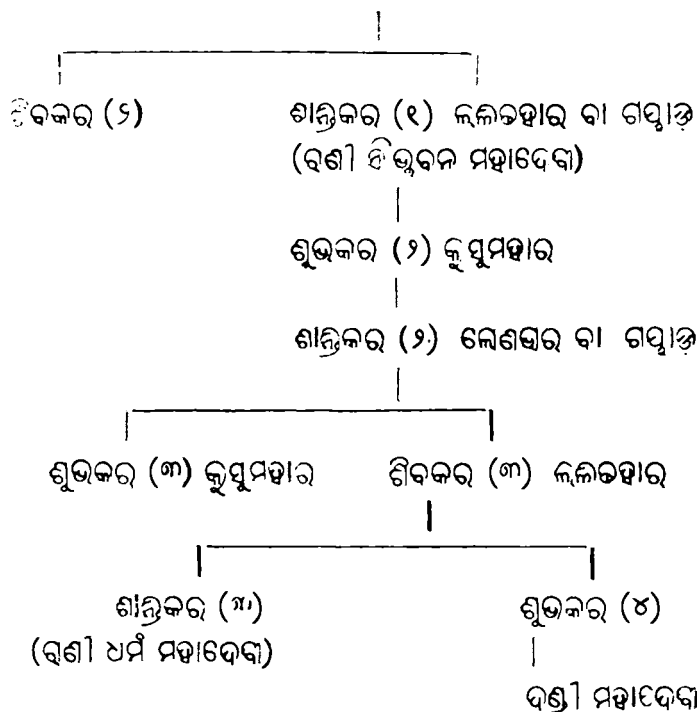 ଶିବକର (୨) ଶାନ୍ତିକର (୧) ଲଳିତହାର ବା ଗୟାଡ଼
(ରାଣୀ ତ୍ରିଭୁବନ ମହାଦେବୀ)
ଶୁଭକର (୨) କୁସୁମହାର
ଶାନ୍ତିକର (୨) ଲୋଣଭାର ବା ଗୟାଡ଼
ଶୁଭକର (୩) କୁସୁମହାର ଶିବକର (୩) ଲଳିତହାର
ଶାନ୍ତିକର (୩) ଶୁଭକର (୪)
(ରାଣୀ ଧର୍ମ ମହାଦେବୀ)
ଦଣ୍ଡୀ ମହାଦେବୀ